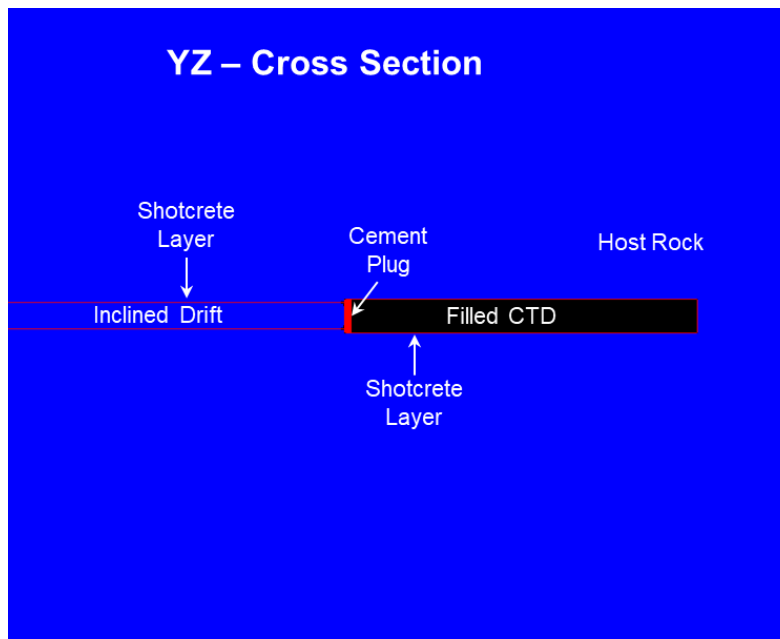 YZ – Cross Section
Shotcrete
Layer
Cement
Plug
Host Rock
Inclined Drift
Filled CTD
Shotcrete
Layer